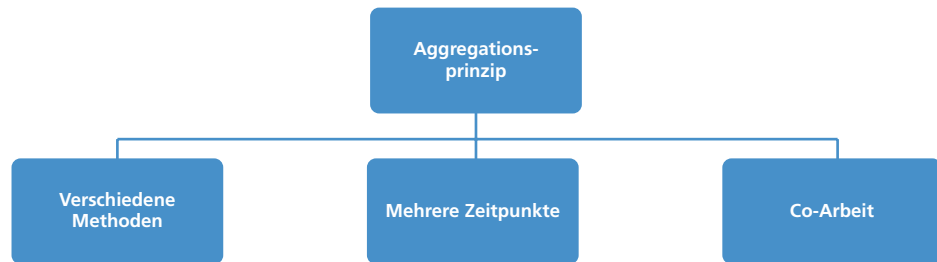 Aggregations-
prinzip
Verschiedene
Methoden
Mehrere Zeitpunkte
Co-Arbeit